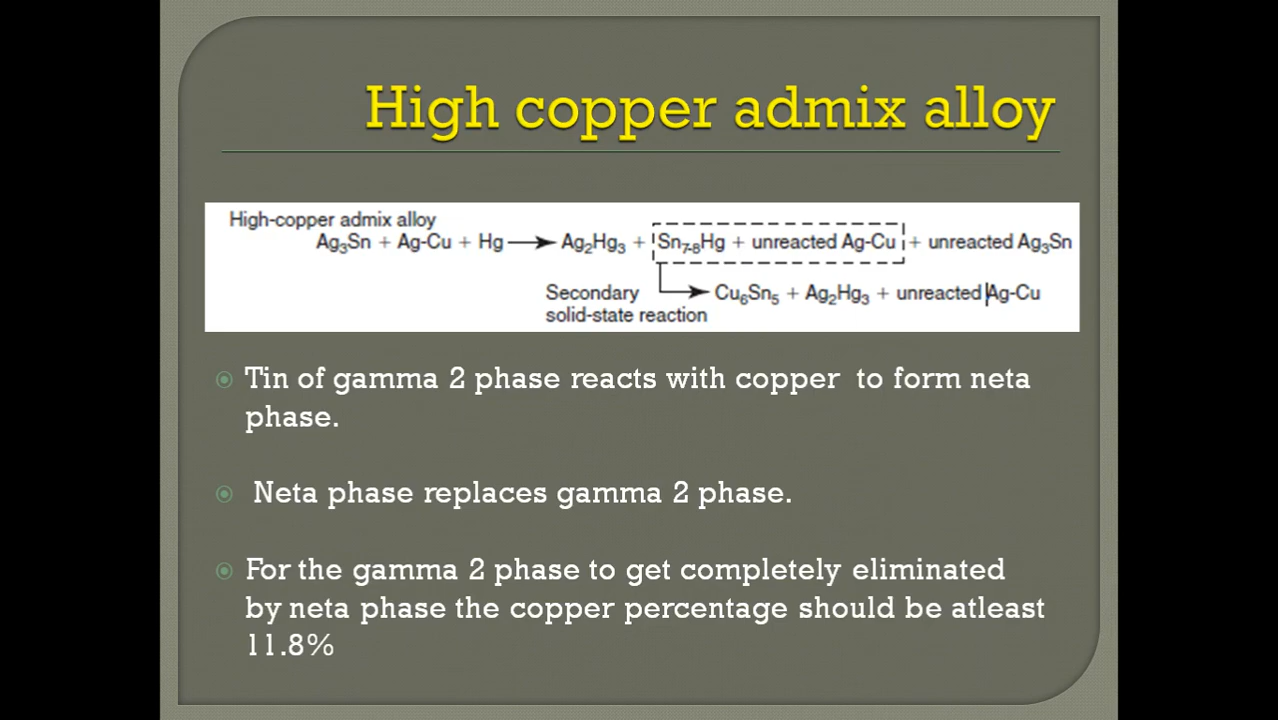 High copper admix alloy
High-copper admix alloy
Ag₃Sn + Ag-Cu + Hg → Ag₂Hg₃ + Sn₇₋₈Hg + unreacted Ag-Cu + unreacted Ag₃Sn
Secondary → Cu₆Sn₅ + Ag₂Hg₃ + unreacted Ag-Cu
solid-state reaction
Tin of gamma 2 phase reacts with copper to form neta
phase.
Neta phase replaces gamma 2 phase.
For the gamma 2 phase to get completely eliminated
by neta phase the copper percentage should be atleast
11.8%